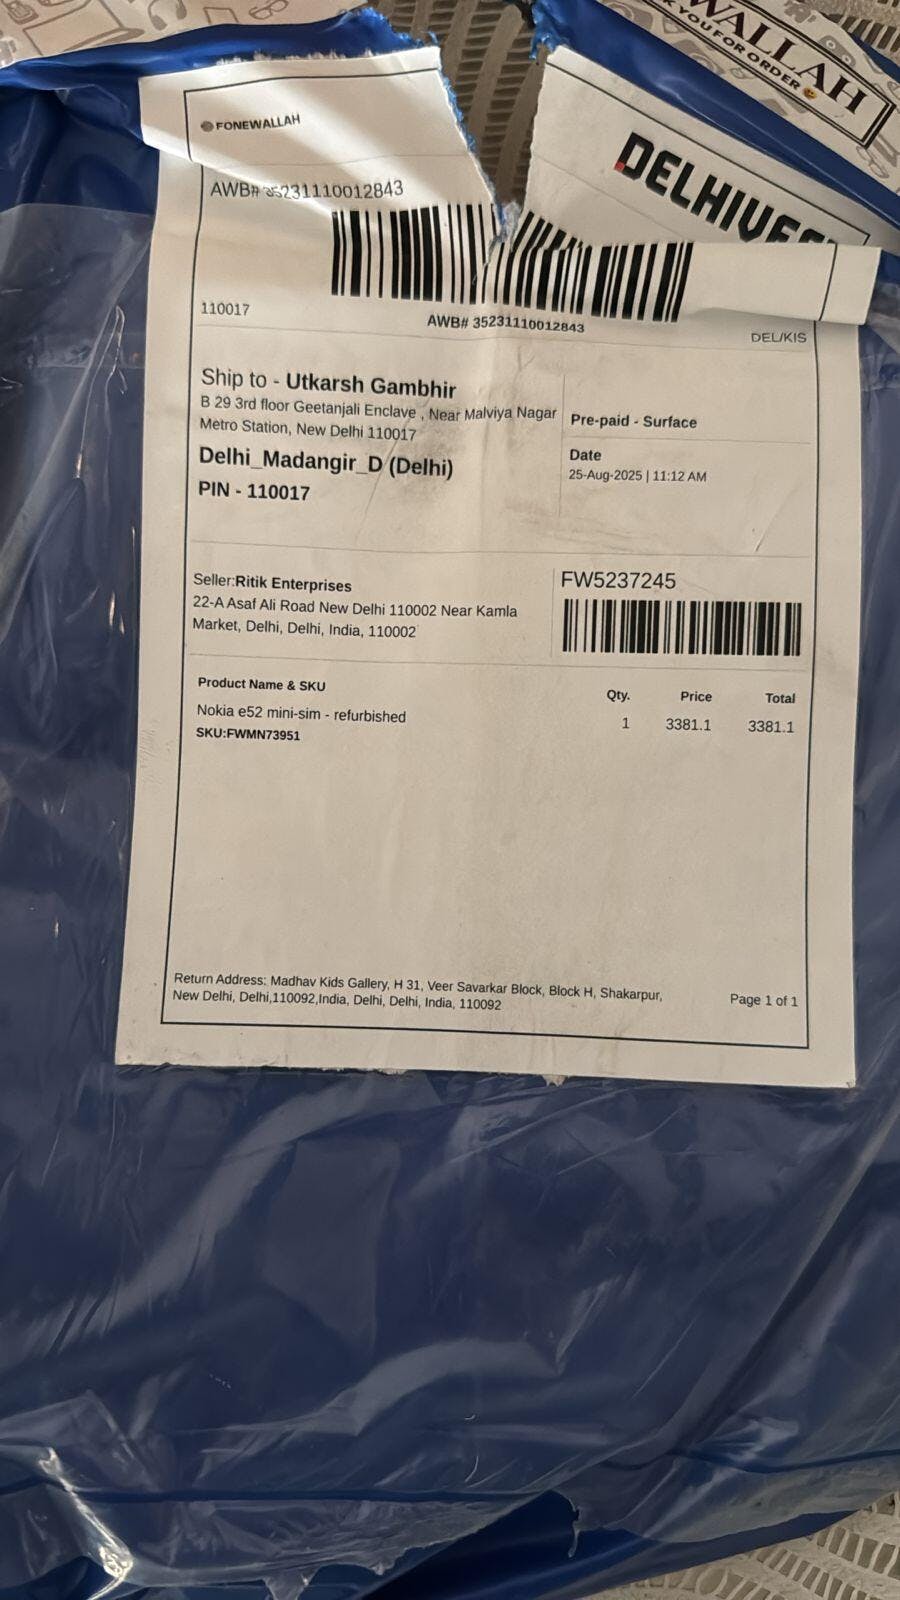 FONEWALLAH
WALLAH
K YOU FOR ORDER
AWB# 35231110012843
DELHIVE
110017
AWB# 35231110012843
DEL/KIS
Ship to - Utkarsh Gambhir
B 29 3rd floor Geetanjali Enclave , Near Malviya Nagar
Metro Station, New Delhi 110017
Delhi_Madangir_D (Delhi)
PIN - 110017
Pre-paid - Surface
Date
25-Aug-2025 | 11:12 AM
Seller:Ritik Enterprises
22-A Asaf Ali Road New Delhi 110002 Near Kamla
Market, Delhi, Delhi, India, 110002
FW5237245
Product Name & SKU Qty. Price Total
Nokia e52 mini-sim - refurbished 1 3381.1 3381.1
SKU:FWMN73951
Return Address: Madhav Kids Gallery, H 31, Veer Savarkar Block, Block H, Shakarpur,
New Delhi, Delhi,110092,India, Delhi, Delhi, India, 110092
Page 1 of 1